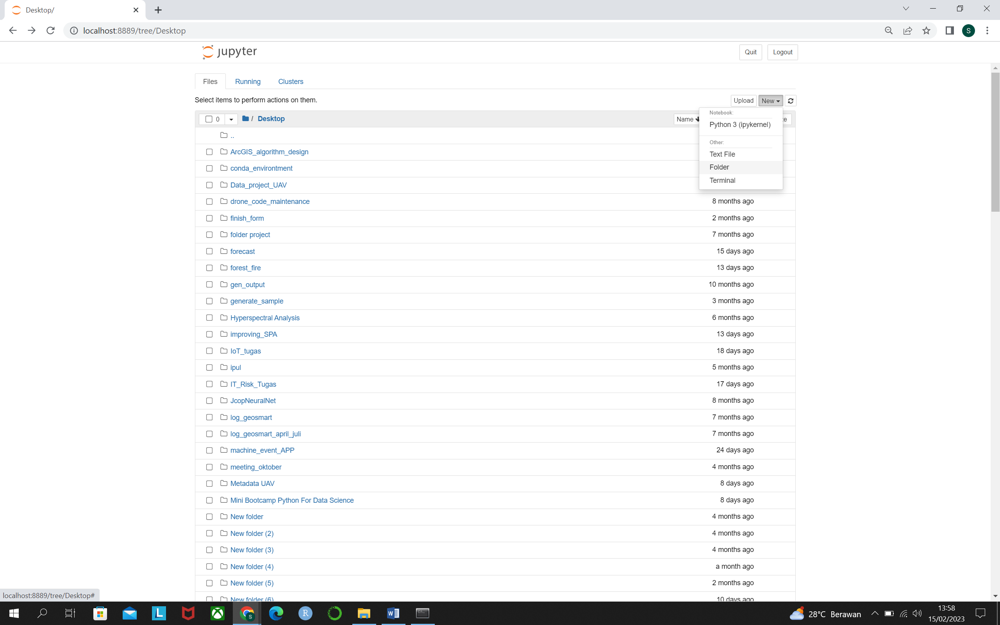 Desktop/
localhost:8889/tree/Desktop
S
jupyter
Quit
Logout
Files
Running
Clusters
Select items to perform actions on them.
Upload
New
0
/ Desktop
Name
ze
Notebook:
Python 3 (ipykernel)
Other:
Text File
Folder
Terminal
..
ArcGIS_algorithm_design
conda_environtment
Data_project_UAV
drone_code_maintenance 8 months ago
finish_form 2 months ago
folder project 7 months ago
forecast 15 days ago
forest_fire 13 days ago
gen_output 10 months ago
generate_sample 3 months ago
Hyperspectral Analysis 6 months ago
improving_SPA 13 days ago
IoT_tugas 18 days ago
ipul 5 months ago
IT_Risk_Tugas 17 days ago
JcopNeuralNet 8 months ago
log_geosmart 7 months ago
log_geosmart_april_juli 7 months ago
machine_event_APP 24 days ago
meeting_oktober 4 months ago
Metadata UAV 8 days ago
Mini Bootcamp Python For Data Science 8 days ago
New folder 4 months ago
New folder (2) 4 months ago
New folder (3) 4 months ago
New folder (4) a month ago
New folder (5) 2 months ago
New folder (6) 10 days ago
localhost:8889/tree/Desktop#
L
S
R
W
28°C Berawan
13:58
15/02/2023